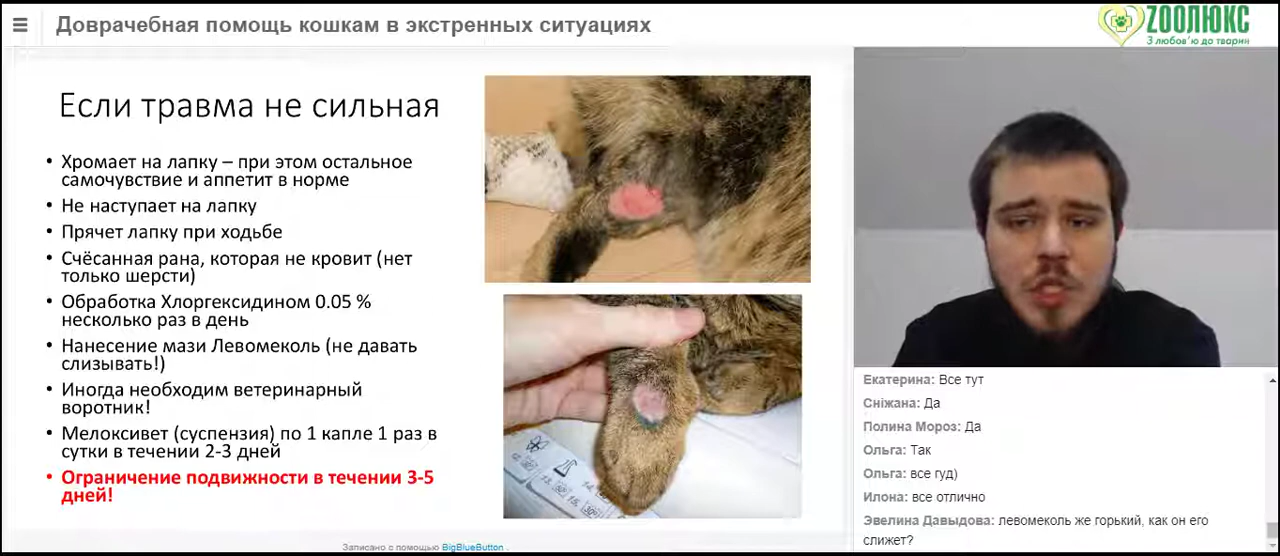 Доврачебная помощь кошкам в экстренных ситуациях
ZООЛЮКС
З любов'ю до тварин
Если травма не сильная
• Хромает на лапку – при этом остальное
самочувствие и аппетит в норме
• Не наступает на лапку
• Прячет лапку при ходьбе
• Счёсанная рана, которая не кровит (нет
только шерсти)
• Обработка Хлоргексидином 0.05 %
несколько раз в день
• Нанесение мази Левомеколь (не давать
слизывать!)
• Иногда необходим ветеринарный
воротник!
• Мелоксивет (суспензия) по 1 капле 1 раз в
сутки в течении 2-3 дней
• Ограничение подвижности в течении 3-5
дней!
Екатерина: Все тут
Сніжана: Да
Полина Мороз: Да
Ольга: Так
Ольга: все гуд)
Илона: все отлично
Эвелина Давыдова: левомеколь же горький, как он его
слижет?
Записано с помощью BigBlueButton .